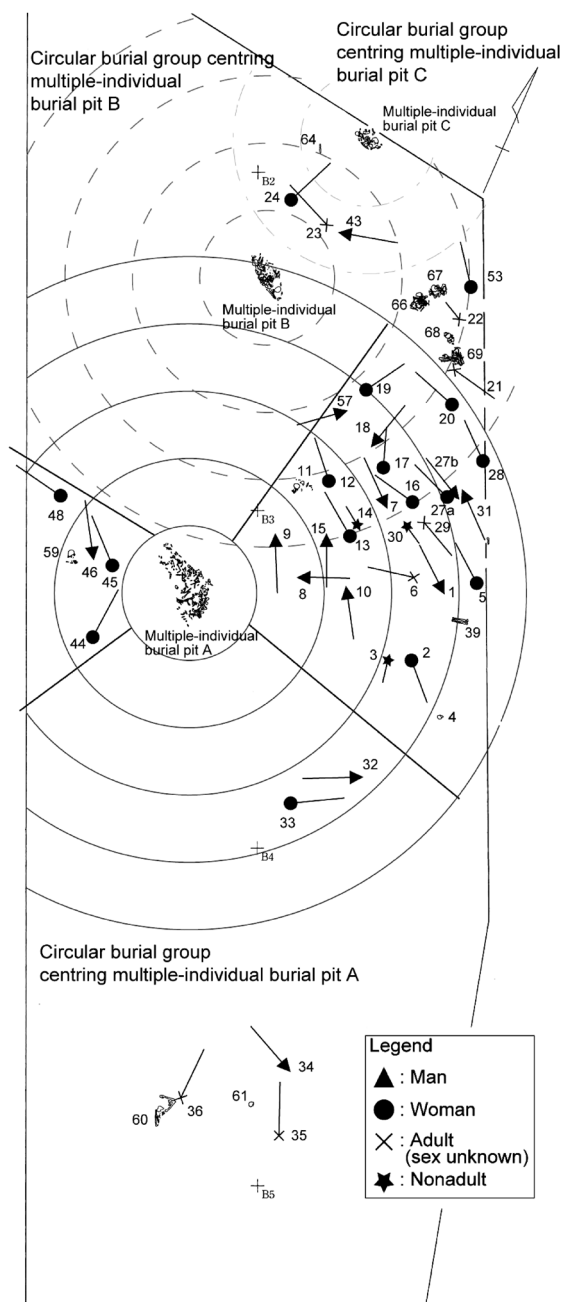 Circular burial group centring
multiple-individual
burial pit B
Circular burial group
centring multiple-individual
burial pit C
Multiple-individual
burial pit C
64
B2
24
23
43
53
67
66
22
68
69
21
Multiple-individual
burial pit B
19
57
20
18
17
28
27b
11
12
16
7
27a
31
48
B3
9
15
14
13
30
29
59
46
45
8
10
6
1
5
39
44
Multiple-individual
burial pit A
3
2
4
32
33
B4
Circular burial group
centring multiple-individual burial pit A
34
36
61
60
35
B5
Legend
: Man
: Woman
: Adult
(sex unknown)
: Nonadult